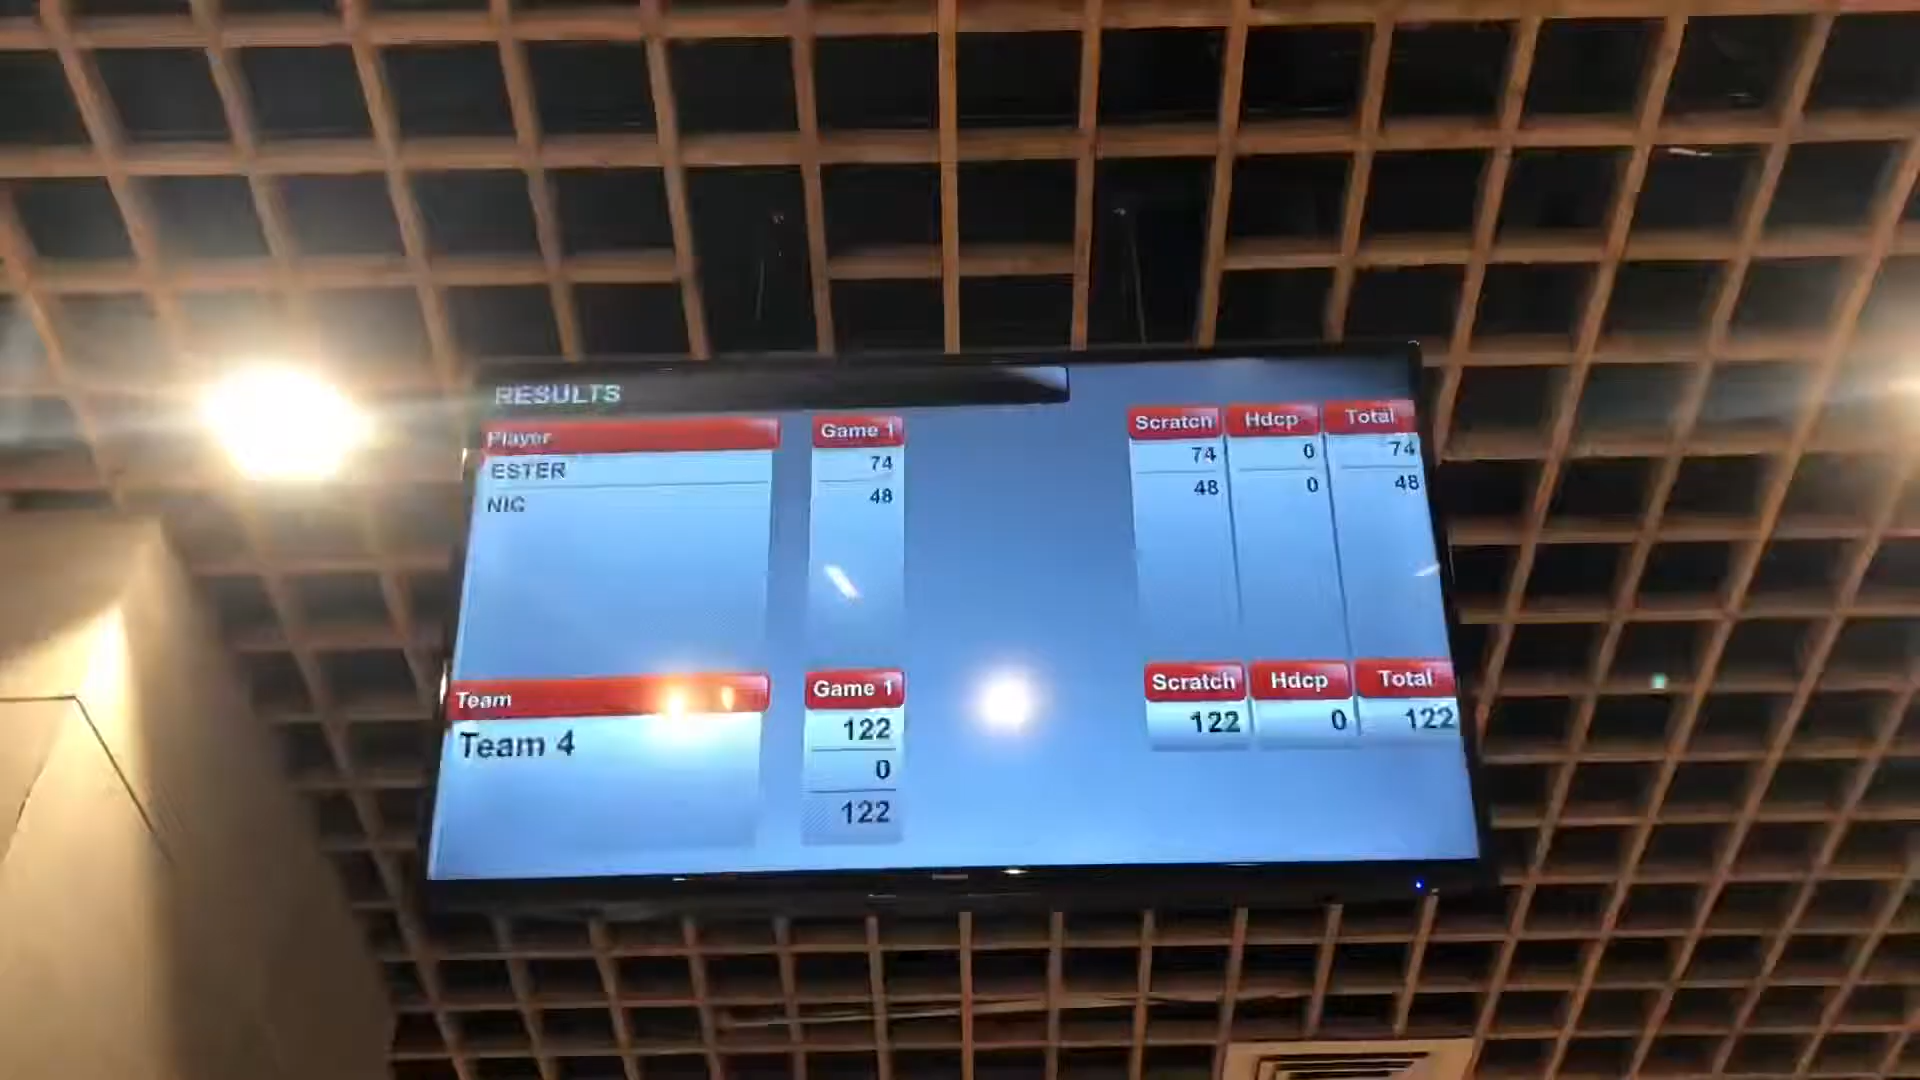 RESULTS
Player Game 1 Scratch Hdcp Total
ESTER 74 74 0 74
NIC 48 48 0 48
Team Game 1 Scratch Hdcp Total
Team 4 122 122 0 122
0
122